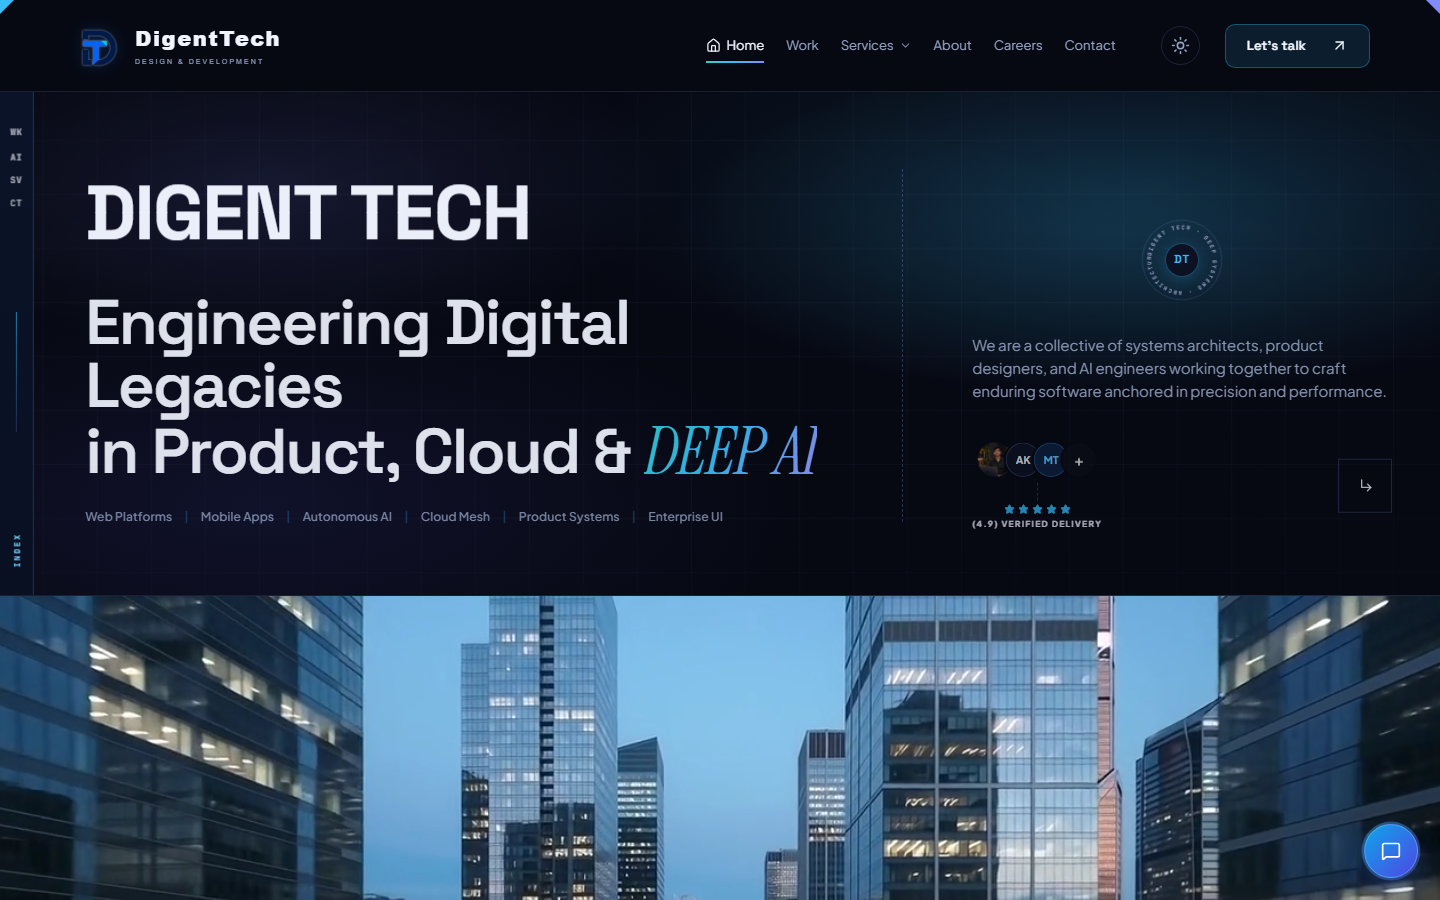 DigentTech
DESIGN & DEVELOPMENT
Home
Work
Services
About
Careers
Contact
Let's talk
WK
AI
SV
CT
INDEX
DIGENT TECH
Engineering Digital
Legacies
in Product, Cloud & DEEP AI
Web Platforms | Mobile Apps | Autonomous AI | Cloud Mesh | Product Systems | Enterprise UI
DT
We are a collective of systems architects, product
designers, and AI engineers working together to craft
enduring software anchored in precision and performance.
AK
MT
+
(4.9) VERIFIED DELIVERY